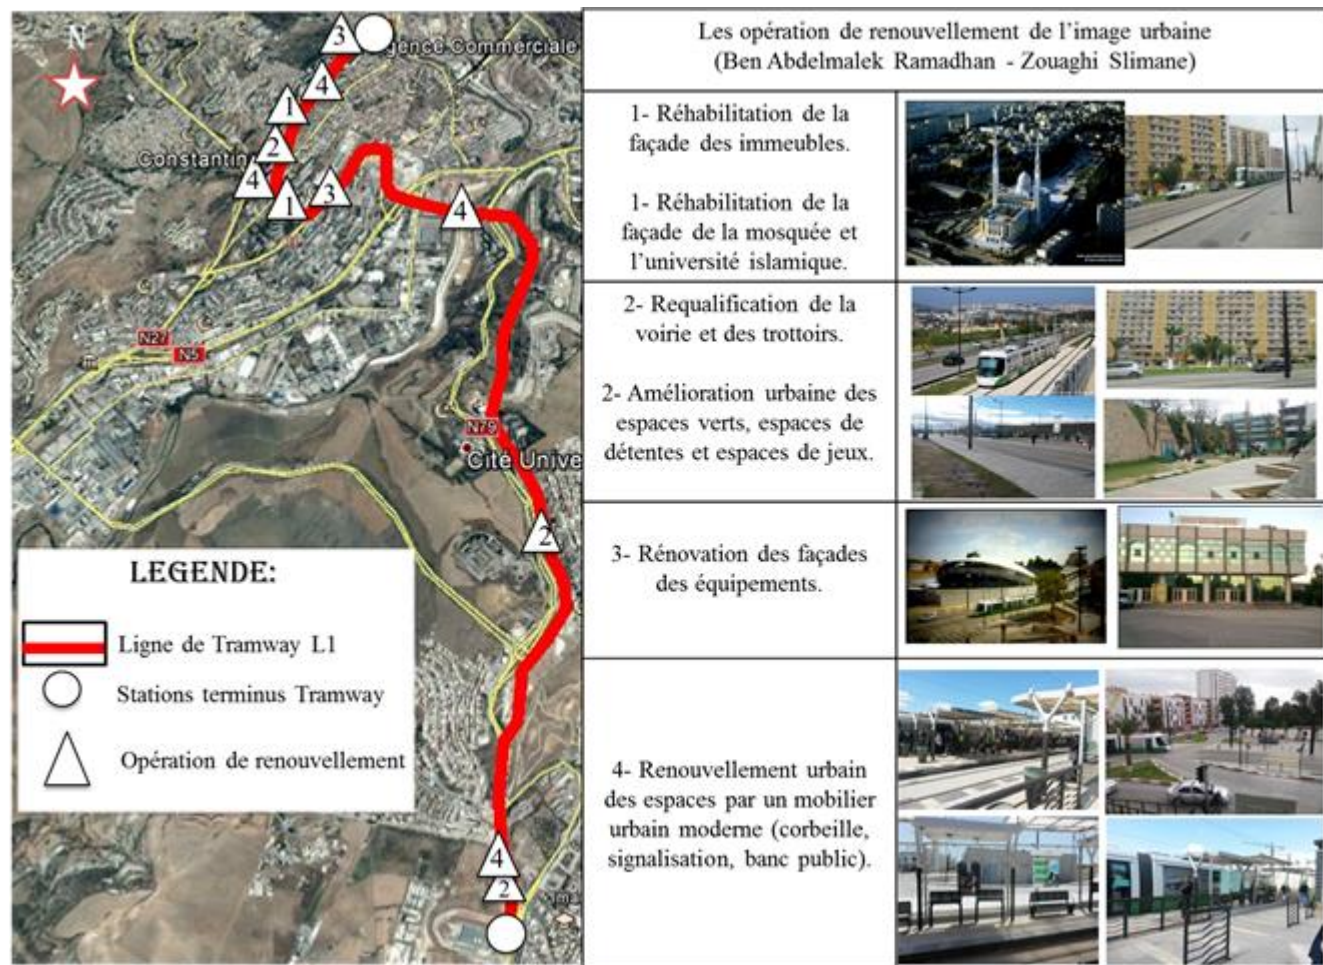 N
3
gence Commerciale
4
1
2
Constantin
4
1
3
4
N27
N5
N79
Cité Unive
2
LEGENDE:
Ligne de Tramway L1
Stations terminus Tramway
Opération de renouvellement
4
2
Les opération de renouvellement de l’image urbaine
(Ben Abdelmalek Ramadhan - Zouaghi Slimane)
1- Réhabilitation de la
façade des immeubles.
1- Réhabilitation de la
façade de la mosquée et
l’université islamique.
2- Requalification de la
voirie et des trottoirs.
2- Amélioration urbaine des
espaces verts, espaces de
détentes et espaces de jeux.
3- Rénovation des façades
des équipements.
4- Renouvellement urbain
des espaces par un mobilier
urbain moderne (corbeille,
signalisation, banc public).